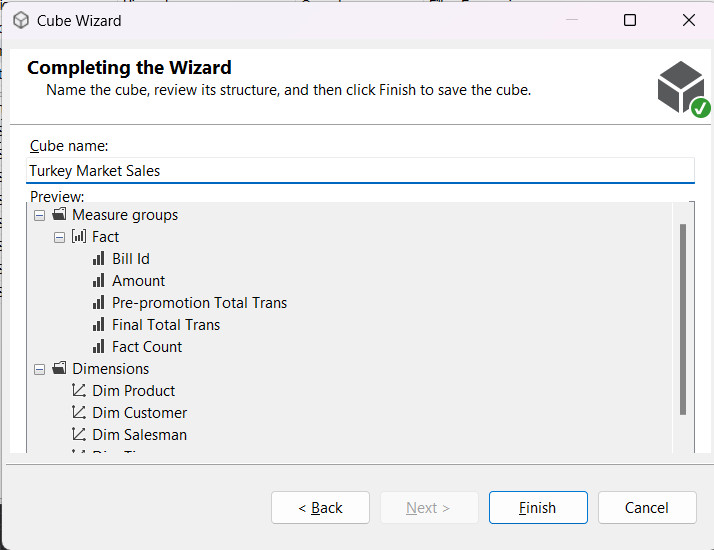 Cube Wizard
Completing the Wizard
Name the cube, review its structure, and then click Finish to save the cube.
Cube name:
Turkey Market Sales
Preview:
Measure groups
Fact
Bill Id
Amount
Pre-promotion Total Trans
Final Total Trans
Fact Count
Dimensions
Dim Product
Dim Customer
Dim Salesman
< Back
Next >
Finish
Cancel